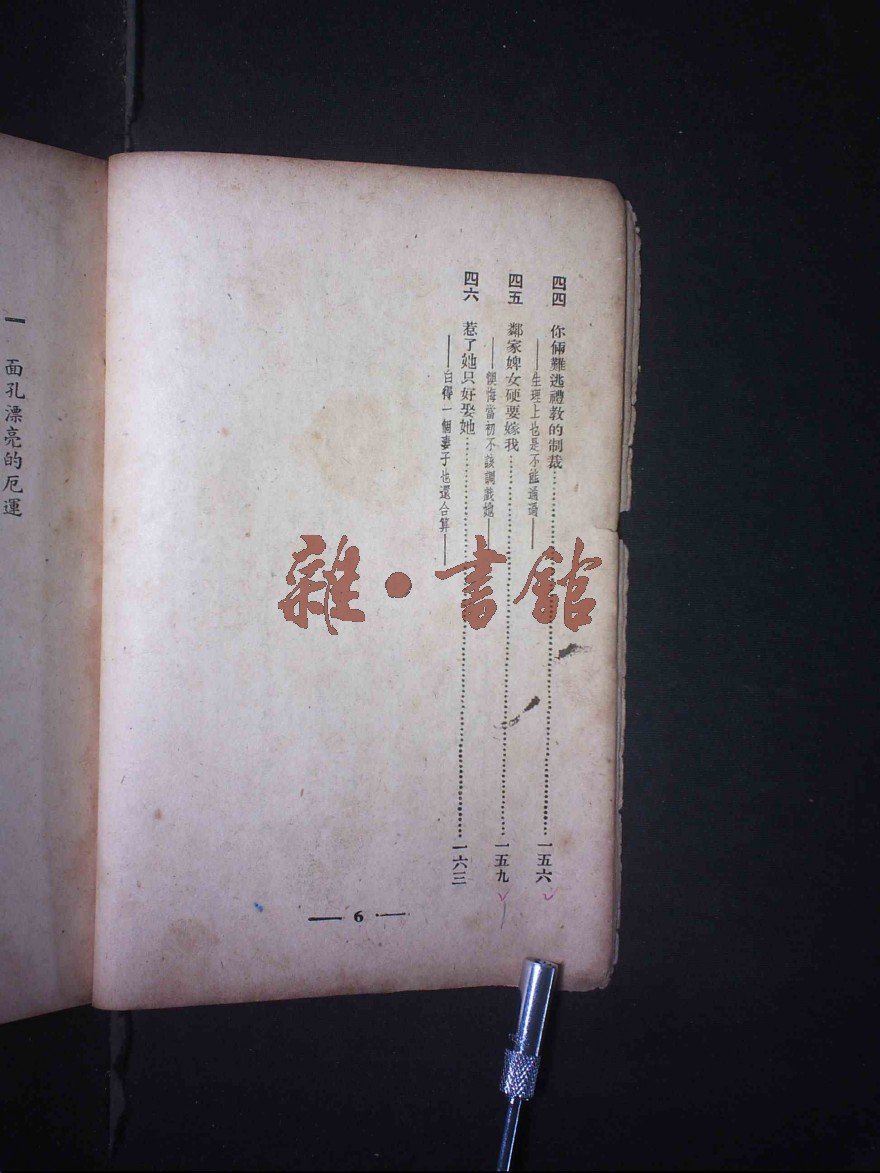 四四　你倆難逃禮教的制裁……一五六
——生理上也是不能通過——
四五　鄰家婢女硬要嫁我……一五九
——懊悔當初不該調戲她——
四六　惹了她只好娶她……一六三
——白得一個妻子也還合算——
— 6 —
一　面孔漂亮的厄運
雜·書館